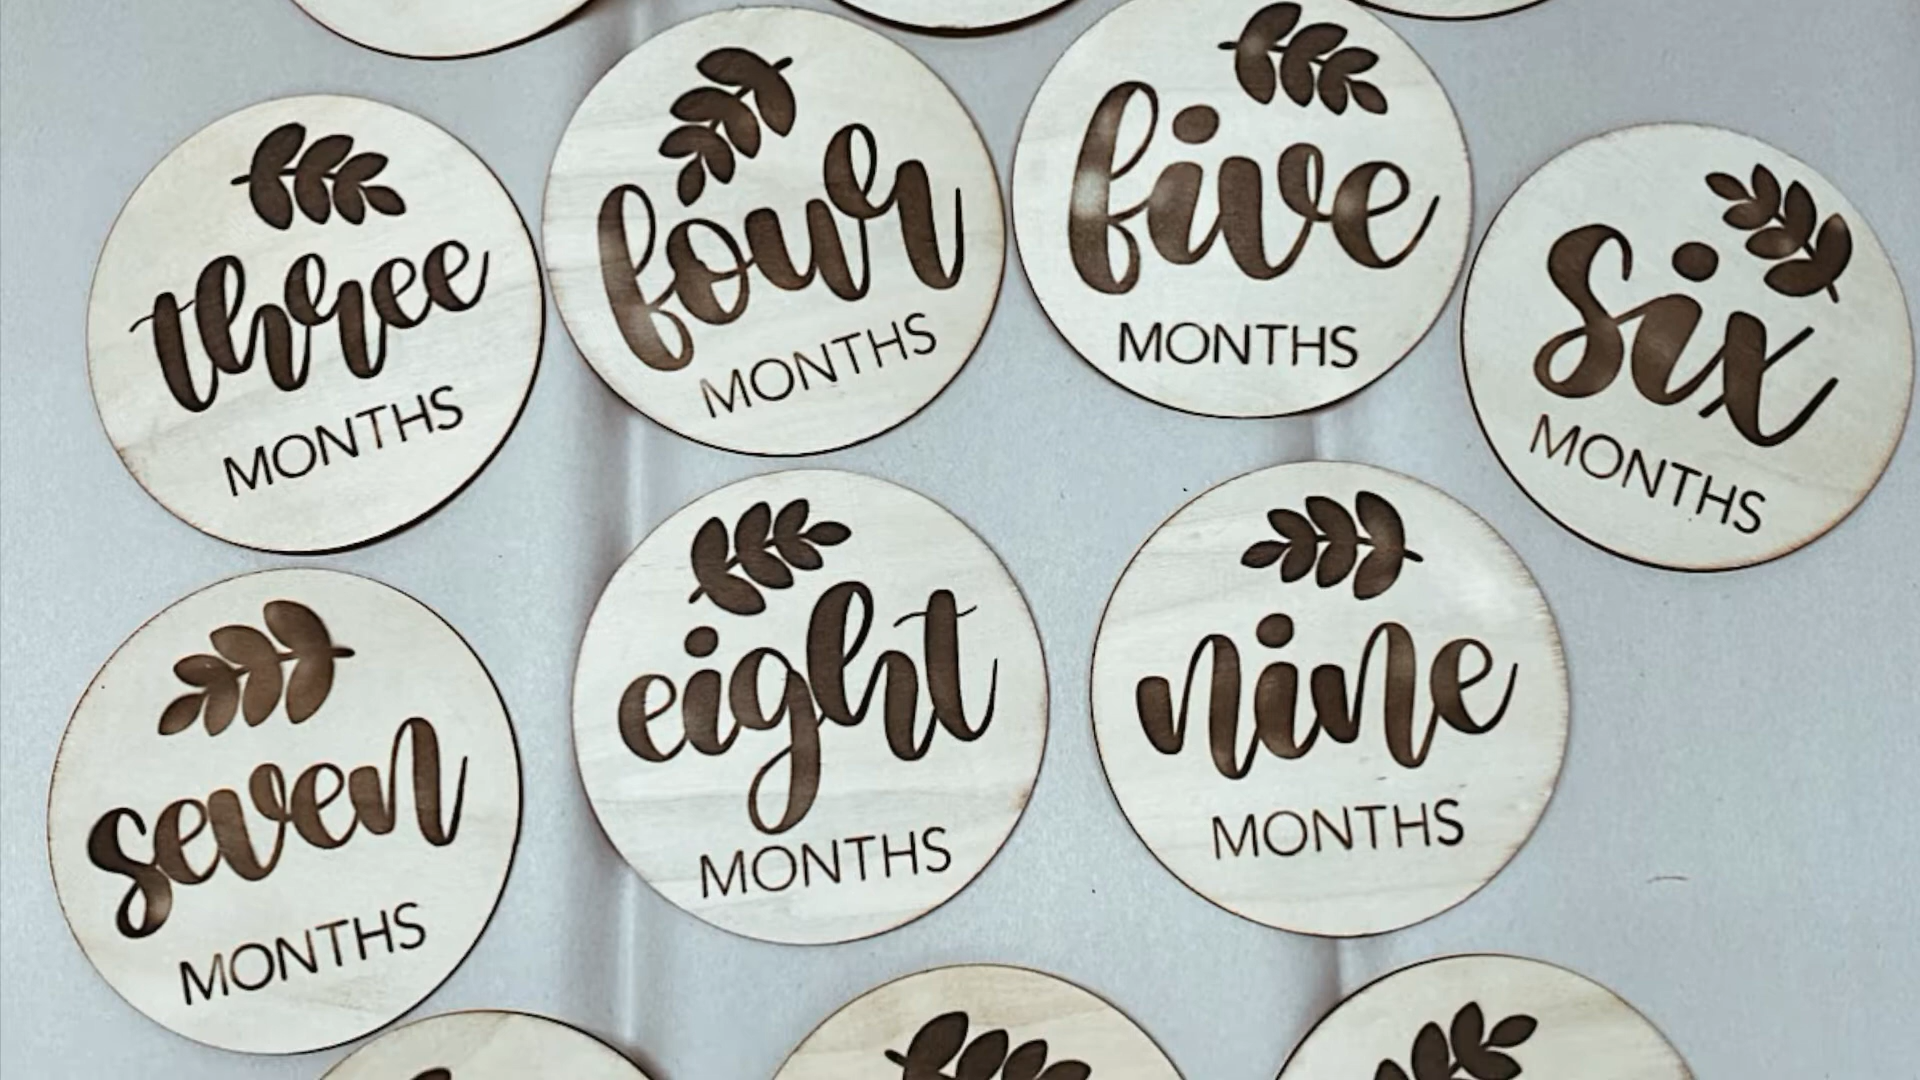 three
MONTHS
four
MONTHS
five
MONTHS
six
MONTHS
seven
MONTHS
eight
MONTHS
nine
MONTHS